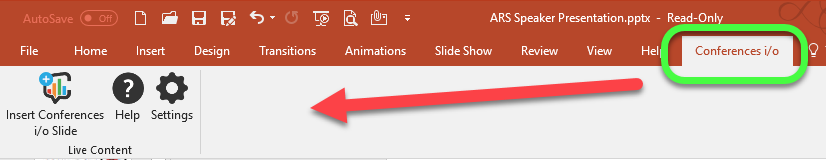 AutoSave Off ARS Speaker Presentation.pptx - Read-Only
File Home Insert Design Transitions Animations Slide Show Review View Help Conferences i/o
Insert Conferences Help Settings
i/o Slide
Live Content